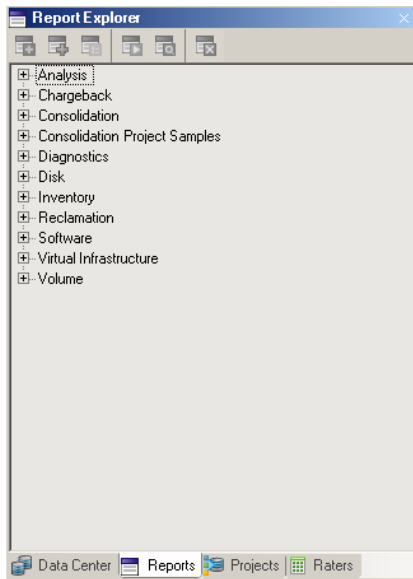 Report Explorer
Analysis
Chargeback
Consolidation
Consolidation Project Samples
Diagnostics
Disk
Inventory
Reclamation
Software
Virtual Infrastructure
Volume
Data Center Reports Projects Raters